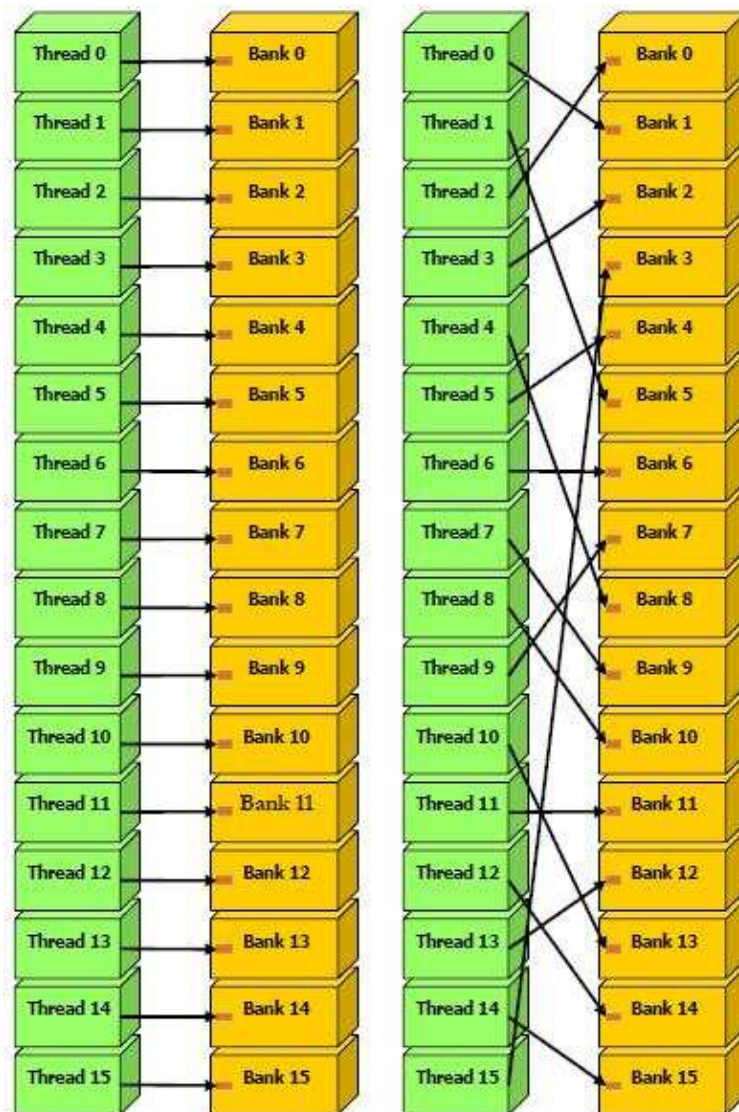 Thread 0 Bank 0 Thread 0 Bank 0
Thread 1 Bank 1 Thread 1 Bank 1
Thread 2 Bank 2 Thread 2 Bank 2
Thread 3 Bank 3 Thread 3 Bank 3
Thread 4 Bank 4 Thread 4 Bank 4
Thread 5 Bank 5 Thread 5 Bank 5
Thread 6 Bank 6 Thread 6 Bank 6
Thread 7 Bank 7 Thread 7 Bank 7
Thread 8 Bank 8 Thread 8 Bank 8
Thread 9 Bank 9 Thread 9 Bank 9
Thread 10 Bank 10 Thread 10 Bank 10
Thread 11 Bank 11 Thread 11 Bank 11
Thread 12 Bank 12 Thread 12 Bank 12
Thread 13 Bank 13 Thread 13 Bank 13
Thread 14 Bank 14 Thread 14 Bank 14
Thread 15 Bank 15 Thread 15 Bank 15